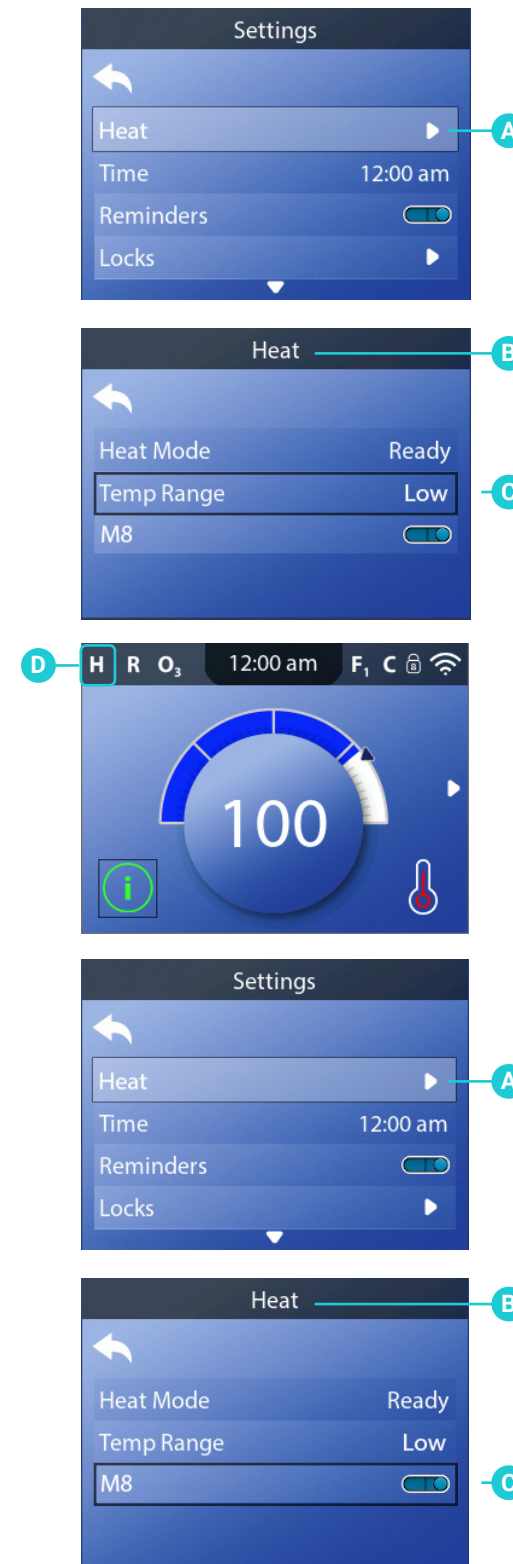 Settings
Heat A
Time 12:00 am
Reminders
Locks
Heat B
Heat Mode Ready
Temp Range Low C
M8
D H R O₃ 12:00 am F₁ C 8
100
i
Settings
Heat A
Time 12:00 am
Reminders
Locks
Heat B
Heat Mode Ready
Temp Range Low
M8 C